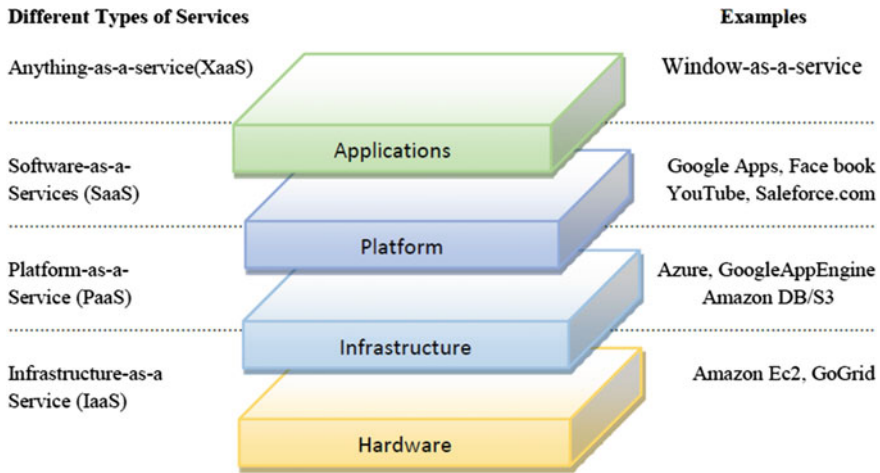 Different Types of Services
Examples
Anything-as-a-service(XaaS)
Window-as-a-service
Applications
Software-as-a-
Services (SaaS)
Google Apps, Face book
YouTube, Saleforce.com
Platform
Platform-as-a-
Service (PaaS)
Azure, GoogleAppEngine
Amazon DB/S3
Infrastructure
Infrastructure-as-a
Service (IaaS)
Amazon Ec2, GoGrid
Hardware